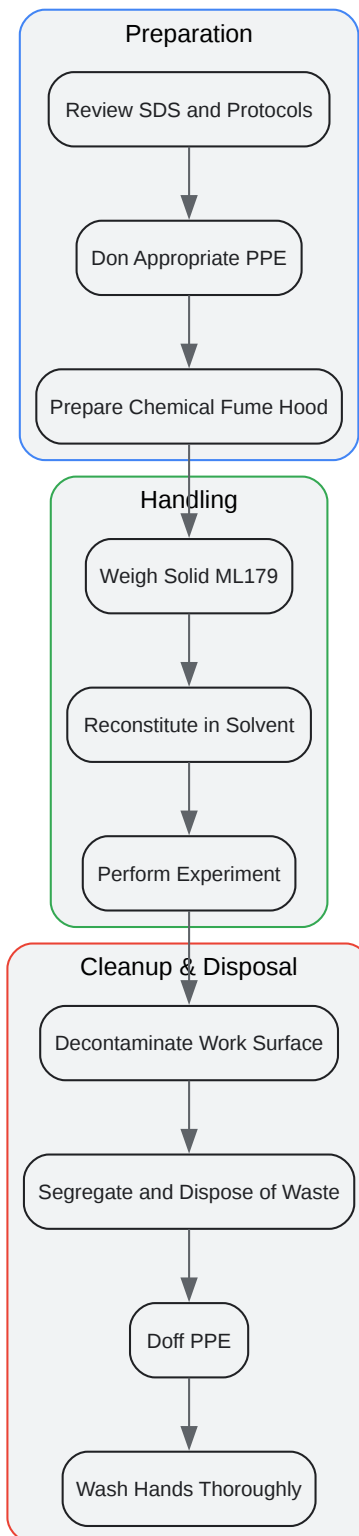 Preparation
Review SDS and Protocols
Don Appropriate PPE
Prepare Chemical Fume Hood
Handling
Weigh Solid ML179
Reconstitute in Solvent
Perform Experiment
Cleanup & Disposal
Decontaminate Work Surface
Segregate and Dispose of Waste
Doff PPE
Wash Hands Thoroughly